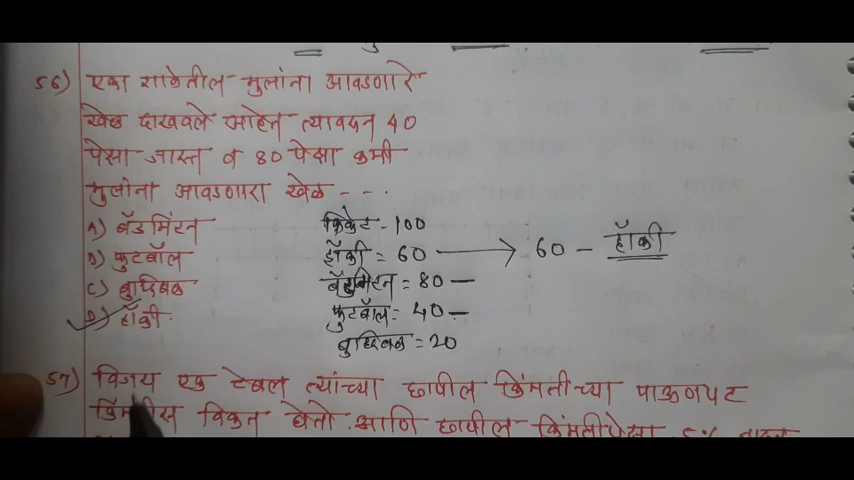 56) एका शाळेतील मुलांना आवडणारे
खेळ दाखवले आहेत त्यावरुन 40
पेक्षा जास्त व 80 पेक्षा कमी
मुलांना आवडणारा खेळ - - -
A) बॅडमिंटन क्रिकेट - 100
B) फुटबॉल हॉकी = 60 → 60 - हॉकी
C) बुध्दिबळ बॅडमिंटन = 80 —
D) हॉकी फुटबॉल = 40 —
बुध्दिबळ = 20
57) विजय एक टेबल त्यांच्या छापील किंमतीच्या पाऊणपट
किंमतीस विकत घेतो आणि छापील किंमतीपेक्षा 5%